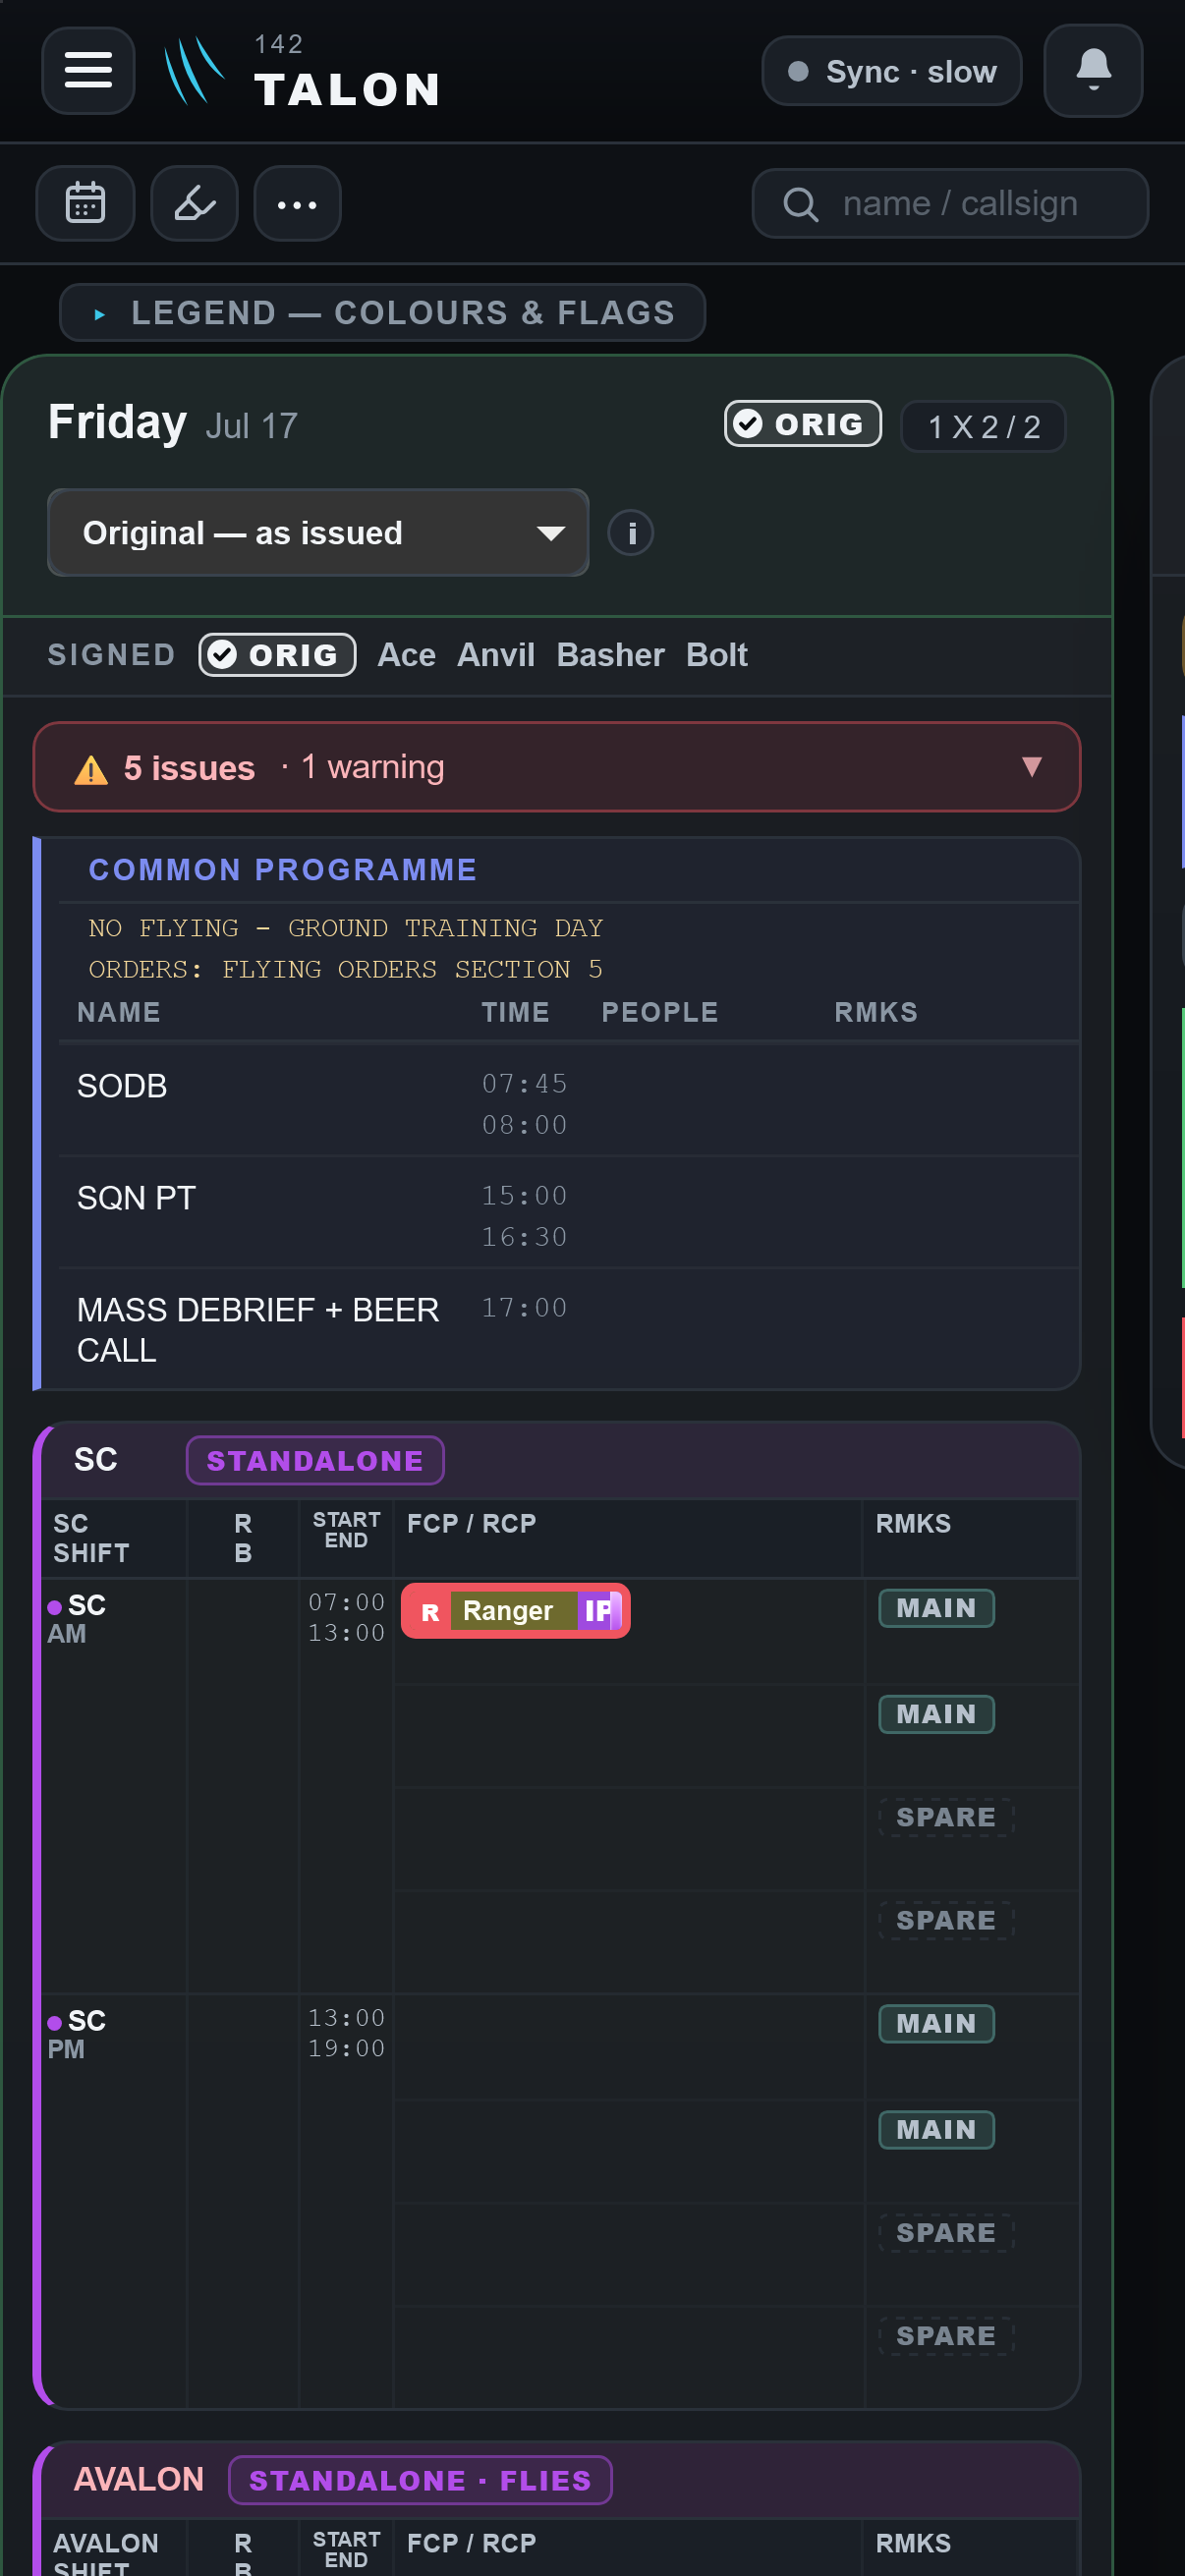 142
TALON
Sync · slow
name / callsign
LEGEND — COLOURS & FLAGS
Friday Jul 17
ORIG
1 X 2 / 2
Original — as issued
i
SIGNED ORIG Ace Anvil Basher Bolt
5 issues · 1 warning
COMMON PROGRAMME
NO FLYING - GROUND TRAINING DAY
ORDERS: FLYING ORDERS SECTION 5
NAME TIME PEOPLE RMKS
SODB 07:45
08:00
SQN PT 15:00
16:30
MASS DEBRIEF + BEER 17:00
CALL
SC STANDALONE
SC R START FCP / RCP RMKS
SHIFT B END
SC 07:00 R Ranger IP MAIN
AM 13:00
MAIN
SPARE
SPARE
SC 13:00 MAIN
PM 19:00
MAIN
SPARE
SPARE
AVALON STANDALONE · FLIES
AVALON R START FCP / RCP RMKS
SHIFT B END